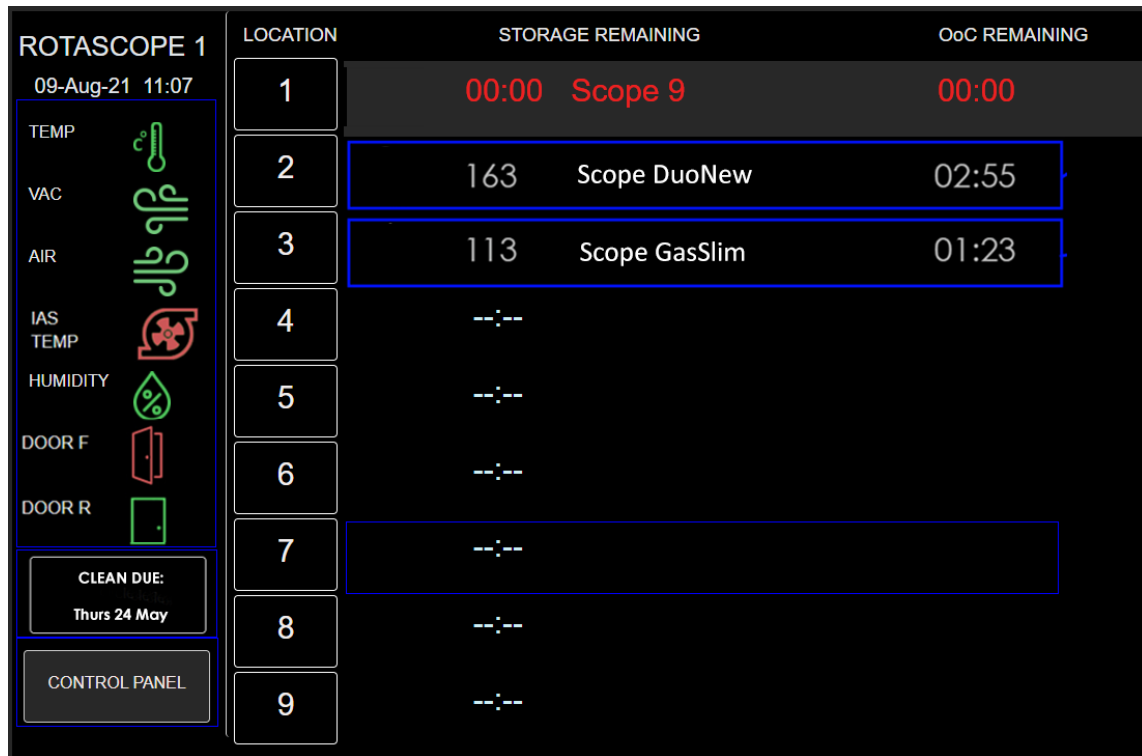 ROTASCOPE 1
09-Aug-21 11:07
TEMP
C°
VAC
AIR
IAS
TEMP
HUMIDITY
%
DOOR F
DOOR R
CLEAN DUE:
Thurs 24 May
CONTROL PANEL
LOCATION STORAGE REMAINING OoC REMAINING
1 00:00 Scope 9 00:00
2 163 Scope DuoNew 02:55
3 113 Scope GasSlim 01:23
4 --:--
5 --:--
6 --:--
7 --:--
8 --:--
9 --:--